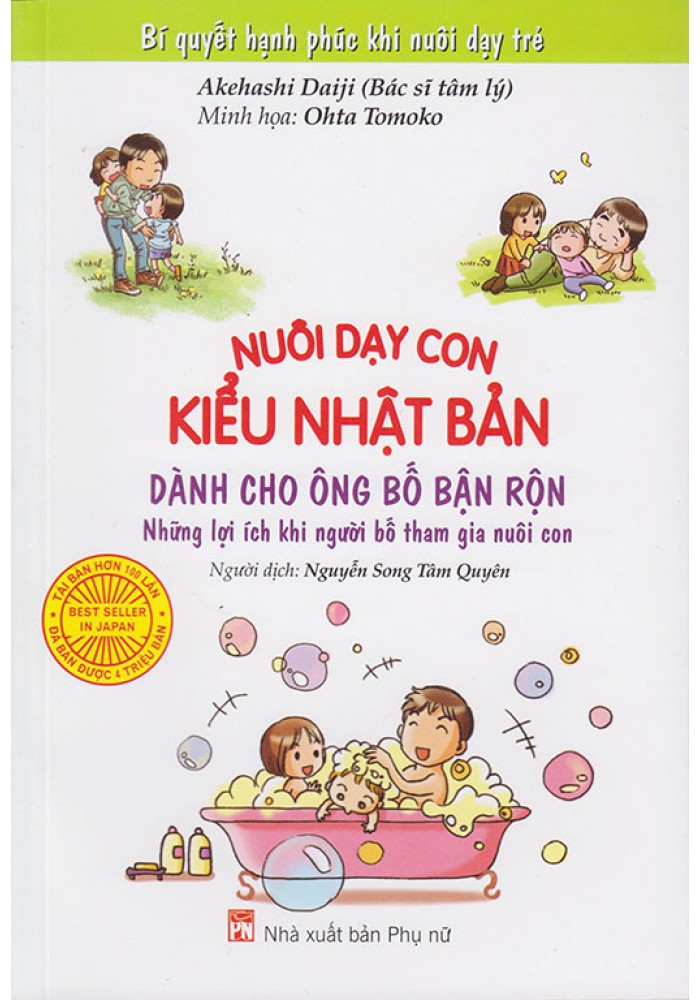 Bí quyết hạnh phúc khi nuôi dạy trẻ
Akehashi Daiji (Bác sĩ tâm lý)
Minh họa: Ohta Tomoko
NUÔI DẠY CON
KIỂU NHẬT BẢN
DÀNH CHO ÔNG BỐ BẬN RỘN
Những lợi ích khi người bố tham gia nuôi con
Người dịch: Nguyễn Song Tâm Quyên
TÁI BẢN HƠN 100 LẦN
BEST SELLER
IN JAPAN
ĐÃ BÁN ĐƯỢC 4 TRIỆU BẢN
PN
Nhà xuất bản Phụ nữ